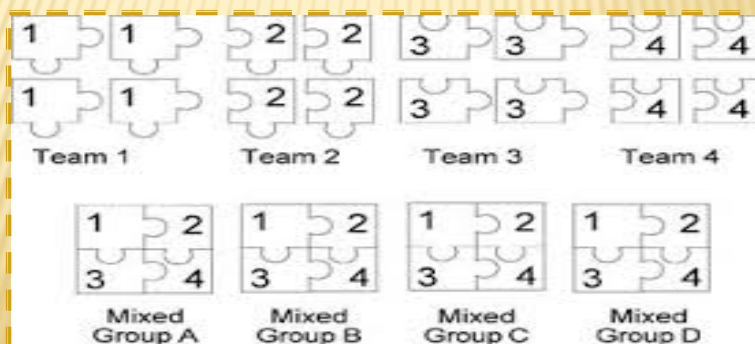 1 1 2 2 3 3 4 4
1 1 2 2 3 3 4 4
Team 1 Team 2 Team 3 Team 4
1 2 1 2 1 2 1 2
3 4 3 4 3 4 3 4
Mixed Mixed Mixed Mixed
Group A Group B Group C Group D